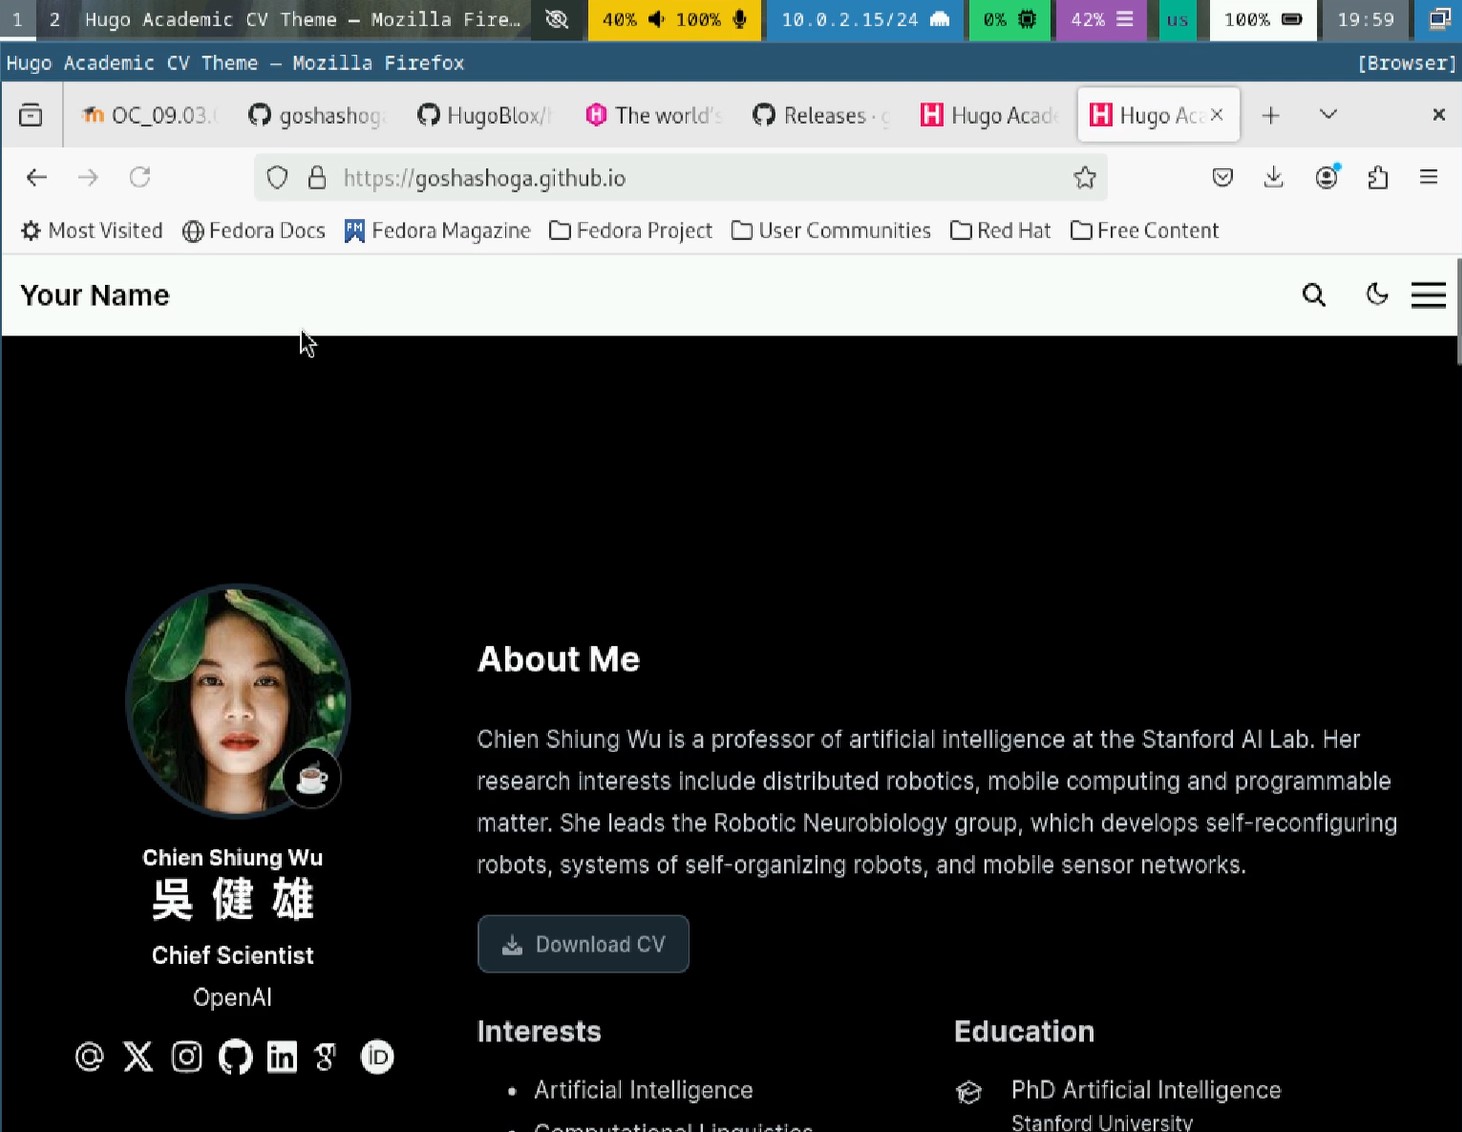 1 2 Hugo Academic CV Theme — Mozilla Fire… 40% 100% 10.0.2.15/24 0% 42% us 100% 19:59
Hugo Academic CV Theme — Mozilla Firefox [Browser]
OC_09.03.0 goshashoga HugoBlox/h The world's Releases · g Hugo Acade Hugo Aca
https://goshashoga.github.io
Most Visited Fedora Docs Fedora Magazine Fedora Project User Communities Red Hat Free Content
Your Name
About Me
Chien Shiung Wu is a professor of artificial intelligence at the Stanford AI Lab. Her
research interests include distributed robotics, mobile computing and programmable
matter. She leads the Robotic Neurobiology group, which develops self-reconfiguring
robots, systems of self-organizing robots, and mobile sensor networks.
Download CV
Chien Shiung Wu
吳健雄
Chief Scientist
OpenAI
Interests
Artificial Intelligence
Computational Linguistics
Education
PhD Artificial Intelligence
Stanford University